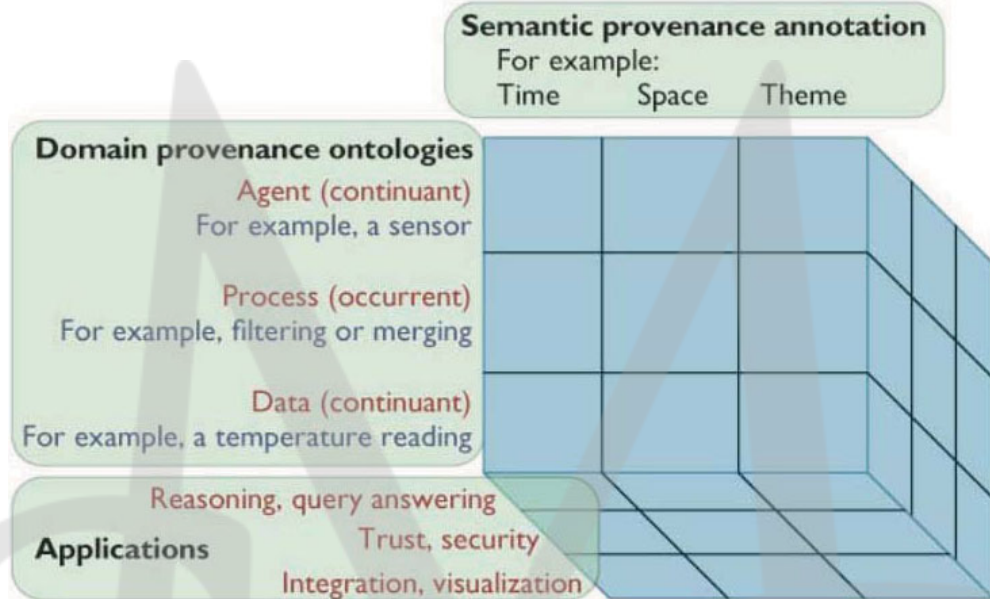 Semantic provenance annotation
For example:
Time Space Theme
Domain provenance ontologies
Agent (continuant)
For example, a sensor
Process (occurrent)
For example, filtering or merging
Data (continuant)
For example, a temperature reading
Reasoning, query answering
Applications
Trust, security
Integration, visualization